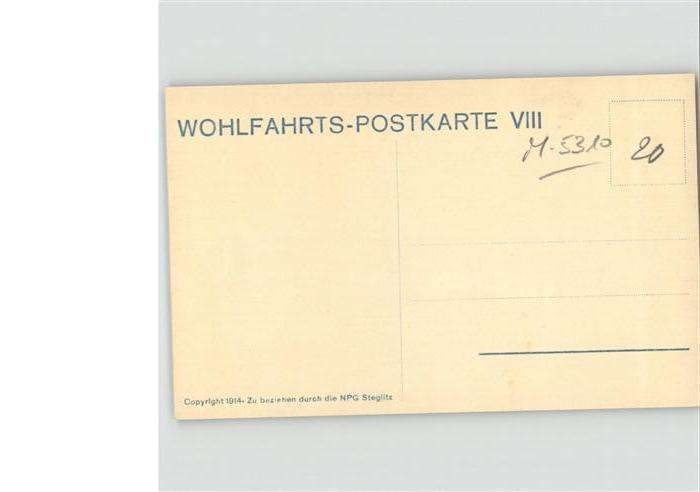 WOHLFAHRTS-POSTKARTE VIII
M-5310
20
Copyright 1914. Zu beziehen durch die NPG Steglitz